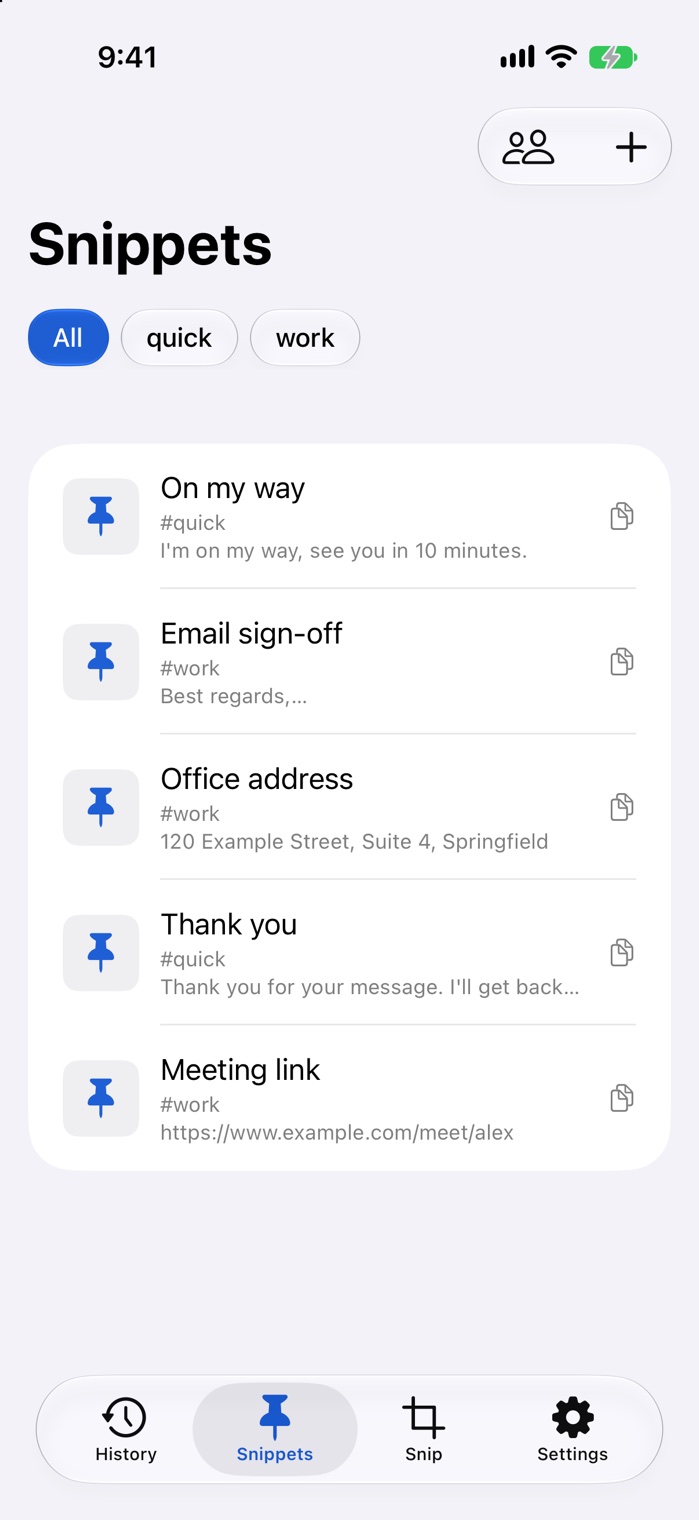 9:41
Snippets
All
quick
work
On my way
#quick
I'm on my way, see you in 10 minutes.
Email sign-off
#work
Best regards,...
Office address
#work
120 Example Street, Suite 4, Springfield
Thank you
#quick
Thank you for your message. I'll get back...
Meeting link
#work
https://www.example.com/meet/alex
History
Snippets
Snip
Settings